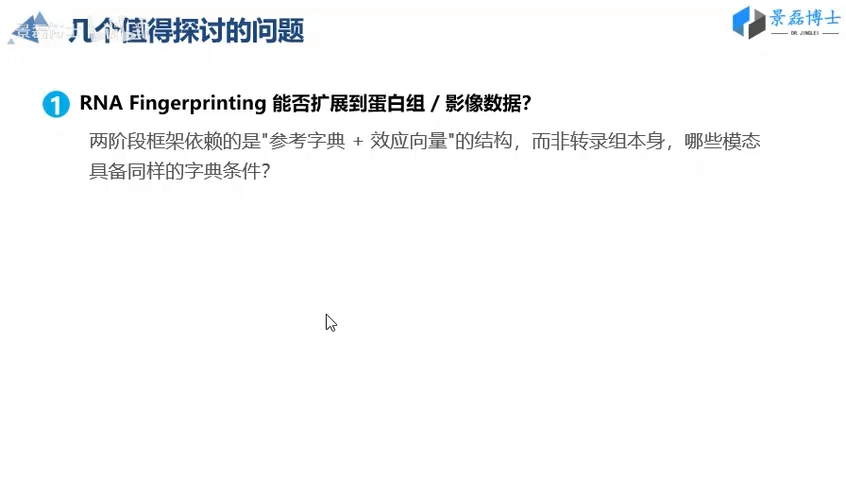 几个值得探讨的问题
景磊博士
DR. JINGLEI
1 RNA Fingerprinting 能否扩展到蛋白组 / 影像数据?
两阶段框架依赖的是"参考字典 + 效应向量"的结构，而非转录组本身，哪些模态
具备同样的字典条件?